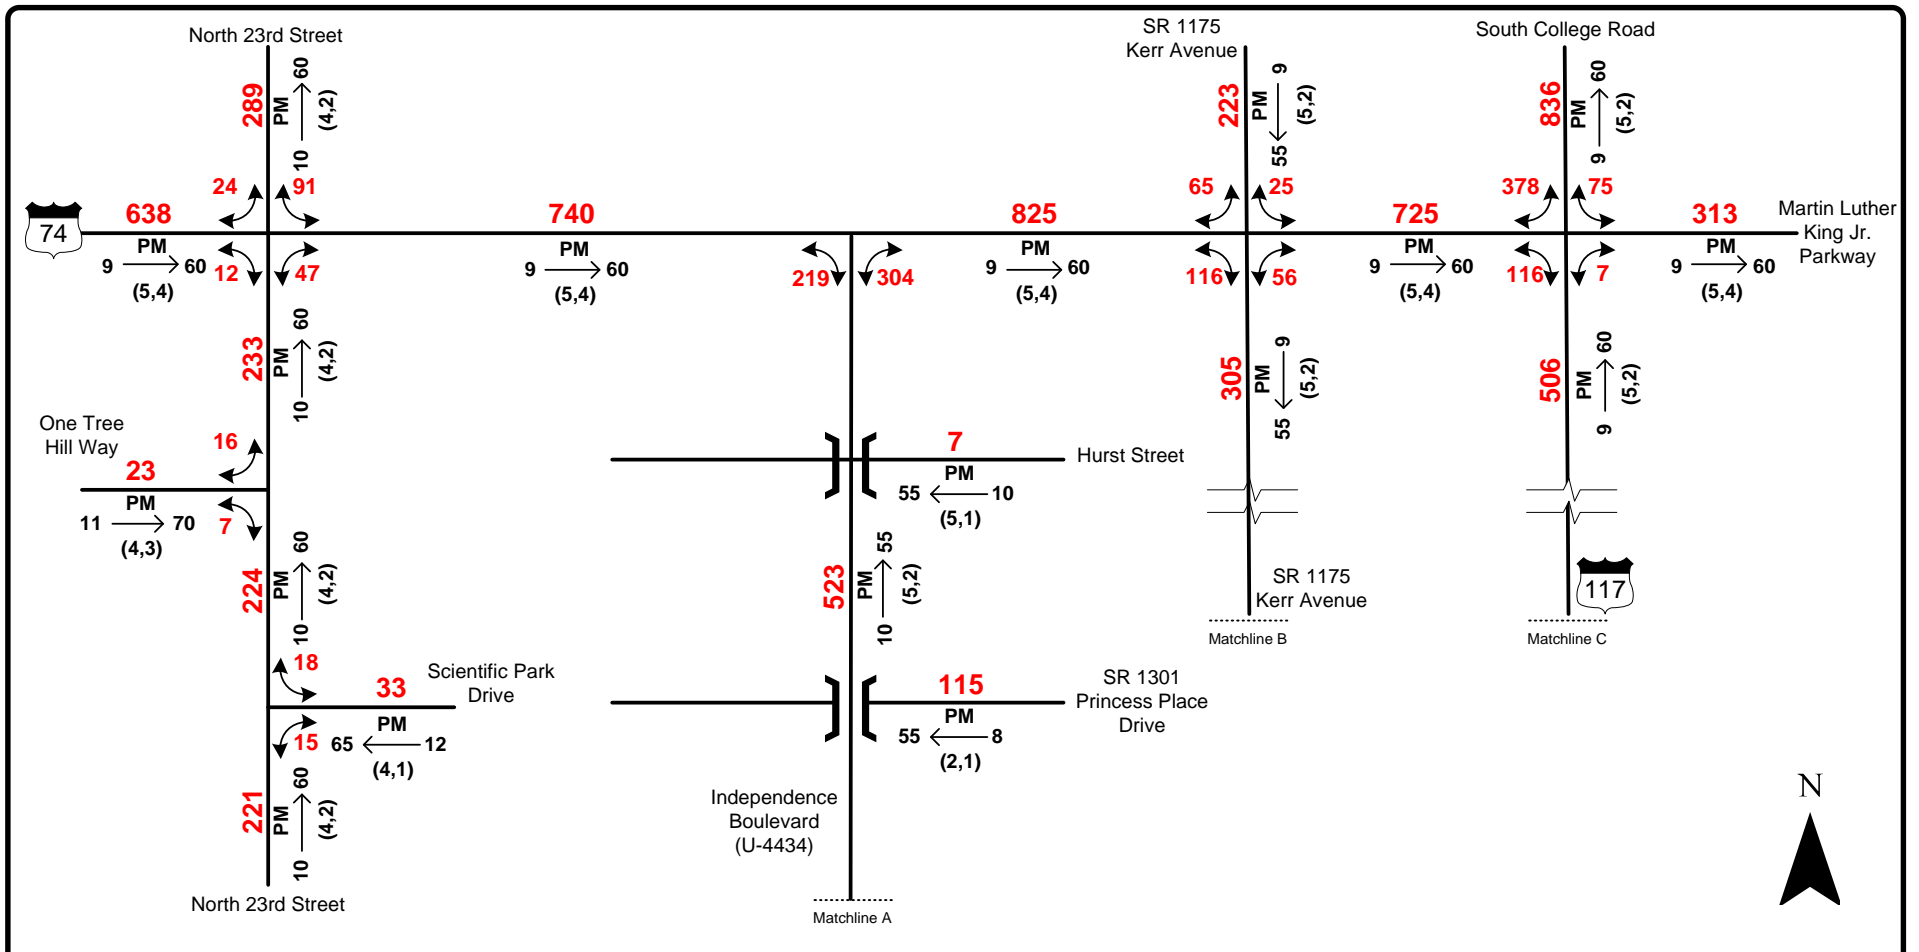 North 23rd Street
SR 1175
Kerr Avenue
South College Road
289
PM
10 60
(4,2)
223
PM
9 55
(5,2)
836
PM
9 60
(5,2)
24
91
65
25
378
75
74
638
PM
9 60
(5,4)
740
PM
9 60
(5,4)
825
PM
9 60
(5,4)
725
PM
9 60
(5,4)
313
PM
9 60
(5,4)
Martin Luther
King Jr.
Parkway
12
47
219
304
116
56
116
7
233
PM
10 60
(4,2)
305
PM
9 55
(5,2)
506
PM
9 60
(5,2)
One Tree
Hill Way
16
23
PM
11 70
(4,3)
7
7
PM
55 10
(5,1)
Hurst Street
224
PM
10 60
(4,2)
523
PM
10 55
(5,2)
SR 1175
Kerr Avenue
Matchline B
117
Matchline C
18
33
PM
65 12
(4,1)
Scientific Park
Drive
15
115
PM
55 8
(2,1)
SR 1301
Princess Place
Drive
221
PM
10 60
(4,2)
North 23rd Street
Independence
Boulevard
(U-4434)
Matchline A
N